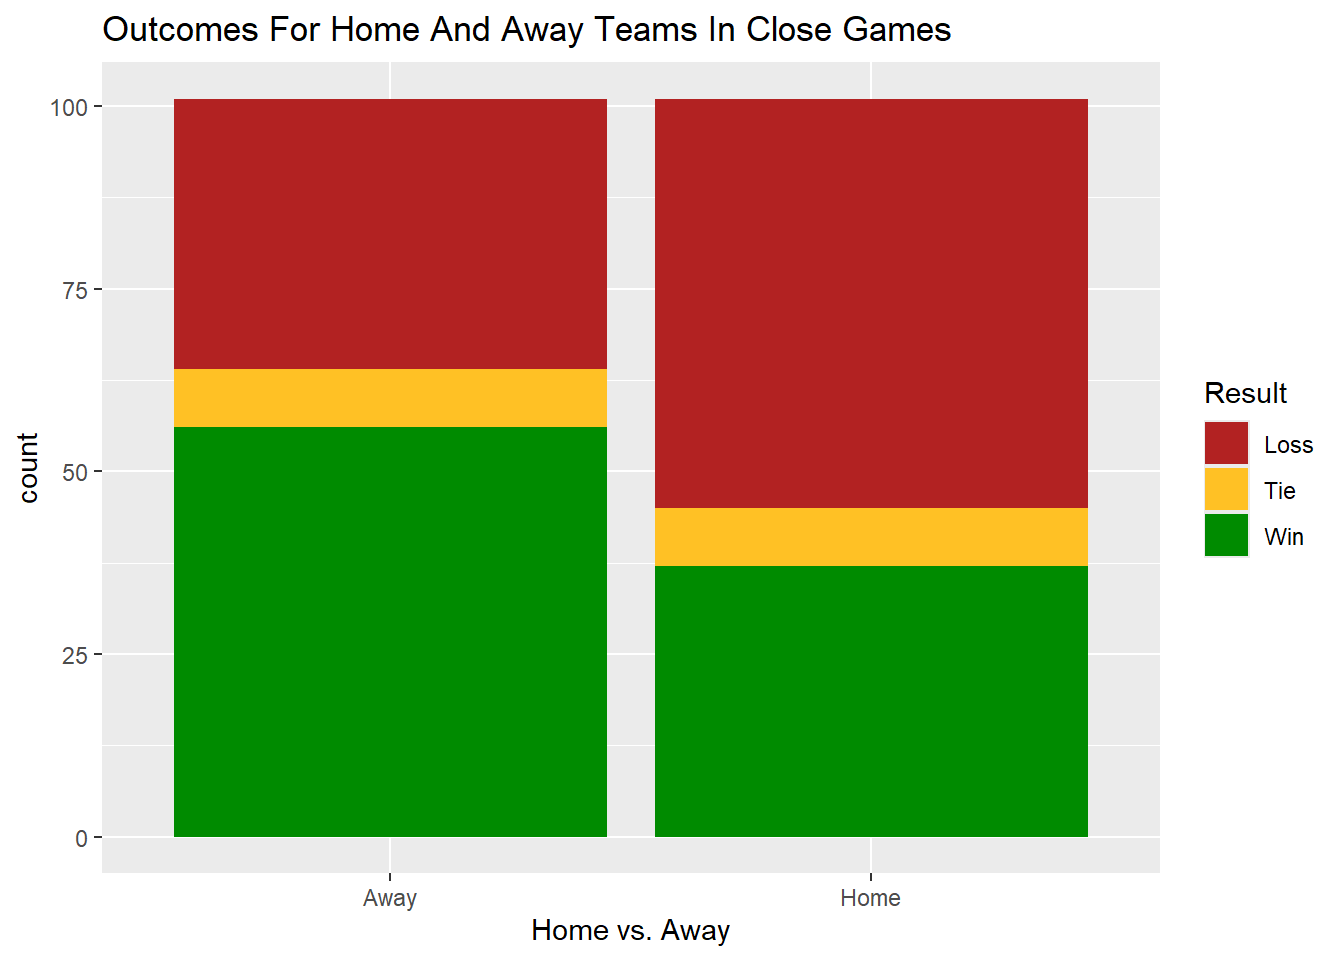 Outcomes For Home And Away Teams In Close Games
100
75
50
25
0
count
Away
Home
Home vs. Away
Result
Loss
Tie
Win